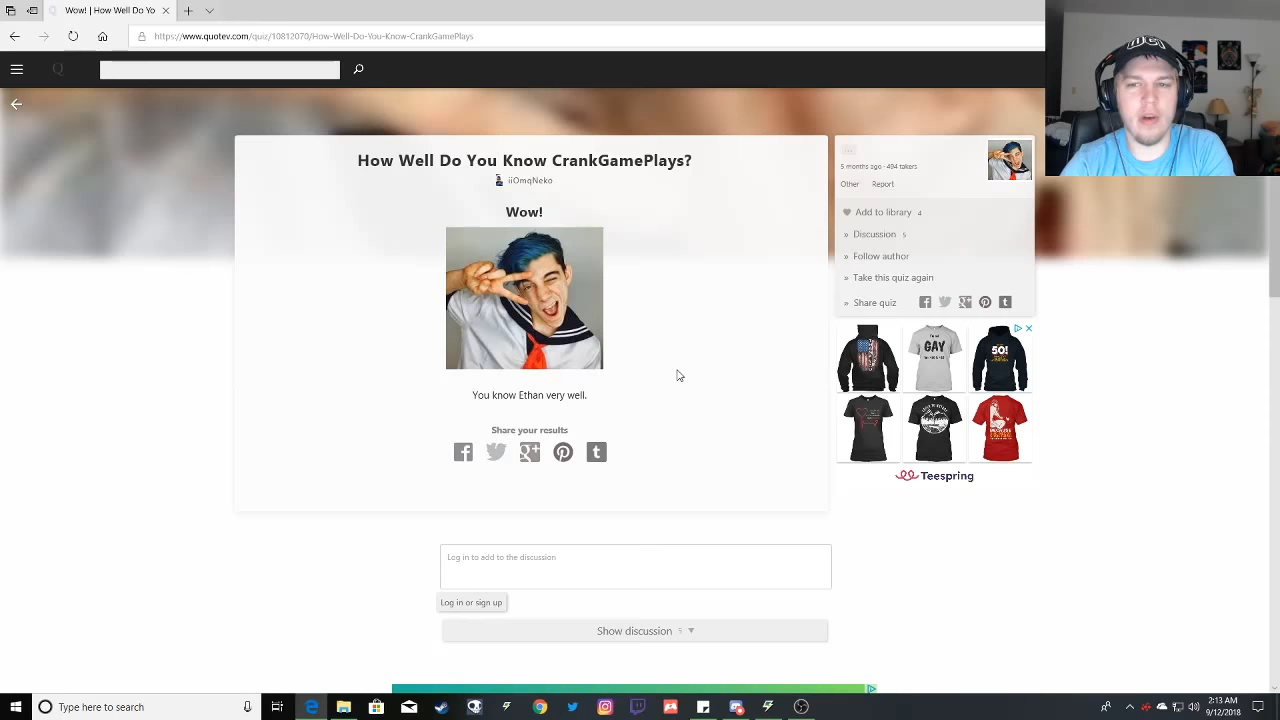 Wow! | How Well Do Yo
https://www.quotev.com/quiz/10812070/How-Well-Do-You-Know-CrankGamePlays
Q
How Well Do You Know CrankGamePlays?
iiOmqNeko
Wow!
You know Ethan very well.
Share your results
5 months ago · 494 takers
Other Report
Add to library 4
» Discussion 5
» Follow author
» Take this quiz again
» Share quiz
GAY
50!
Teespring
Log in to add to the discussion
Log in or sign up
Show discussion 5 ▼
Type here to search
2:13 AM
9/12/2018